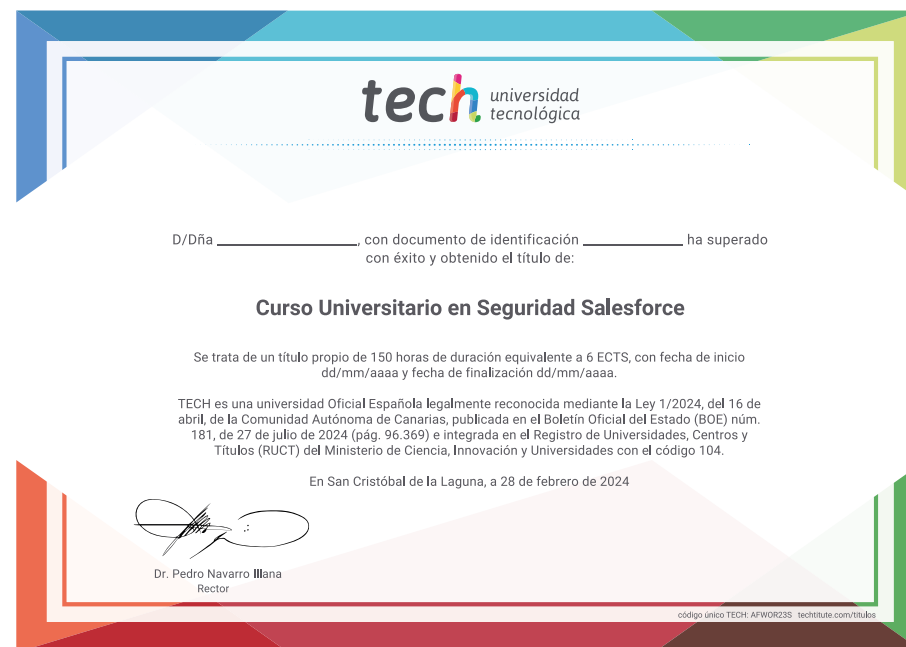 tech universidad
tecnológica
D/Dña ____________, con documento de identificación ____________ ha superado
con éxito y obtenido el título de:
Curso Universitario en Seguridad Salesforce
Se trata de un título propio de 150 horas de duración equivalente a 6 ECTS, con fecha de inicio
dd/mm/aaaa y fecha de finalización dd/mm/aaaa.
TECH es una universidad Oficial Española legalmente reconocida mediante la Ley 1/2024, del 16 de
abril, de la Comunidad Autónoma de Canarias, publicada en el Boletín Oficial del Estado (BOE) núm.
181, de 27 de julio de 2024 (pág. 96.369) e integrada en el Registro de Universidades, Centros y
Títulos (RUCT) del Ministerio de Ciencia, Innovación y Universidades con el código 104.
En San Cristóbal de la Laguna, a 28 de febrero de 2024
Dr. Pedro Navarro Illana
Rector
código único TECH: AFWOR23S techtitute.com/titulos